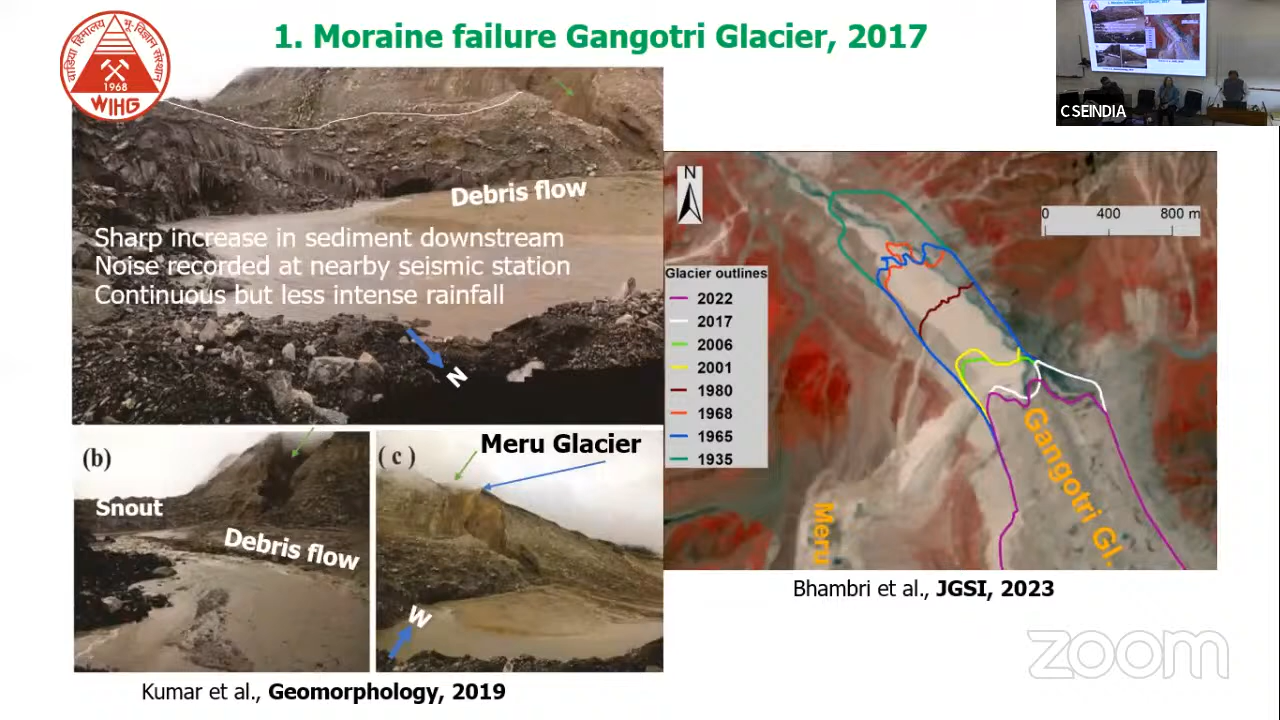 1. Moraine failure Gangotri Glacier, 2017
वाडिया हिमालय भू-विज्ञान संस्थान
1968
WIHG
CSEINDIA
Debris flow
Sharp increase in sediment downstream
Noise recorded at nearby seismic station
Continuous but less intense rainfall
N
(b)
Snout
Debris flow
(c)
Meru Glacier
W
Kumar et al., Geomorphology, 2019
N
0 400 800 m
Glacier outlines
2022
2017
2006
2001
1980
1968
1965
1935
Gangotri Gl.
Meru
Bhambri et al., JGSI, 2023
zoom